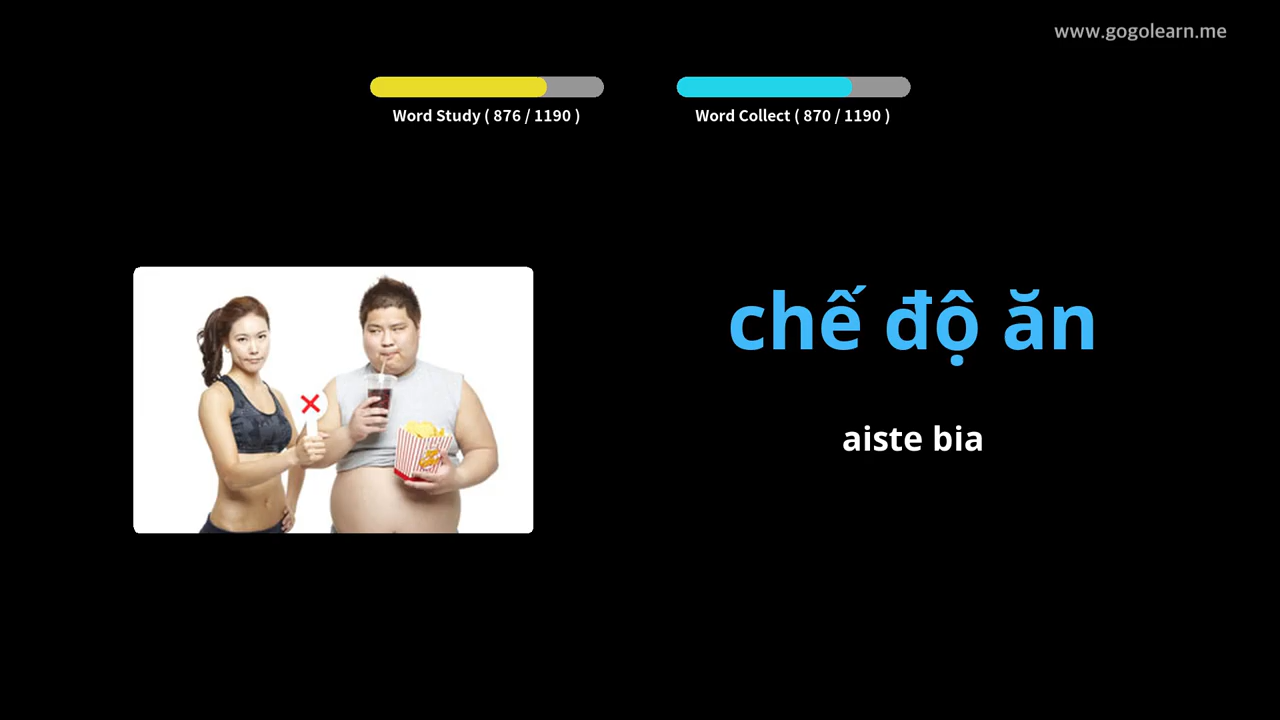 www.gogolearn.me
Word Study ( 876 / 1190 )
Word Collect ( 870 / 1190 )
chế độ ăn
aiste bia